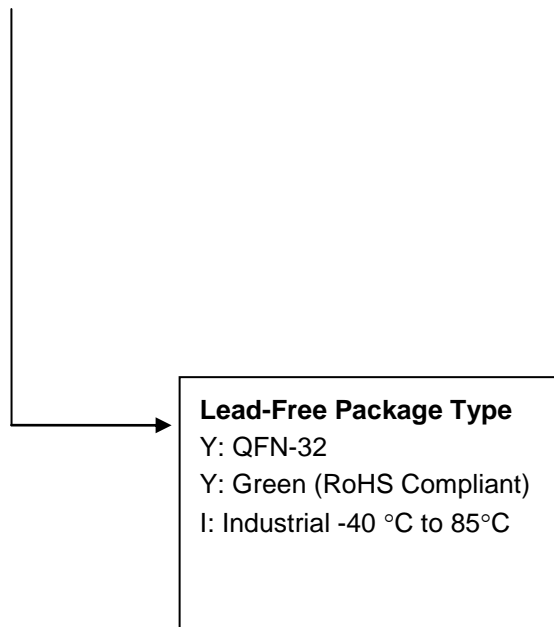 Lead-Free Package Type
Y: QFN-32
Y: Green (RoHS Compliant)
I: Industrial -40 °C to 85°C